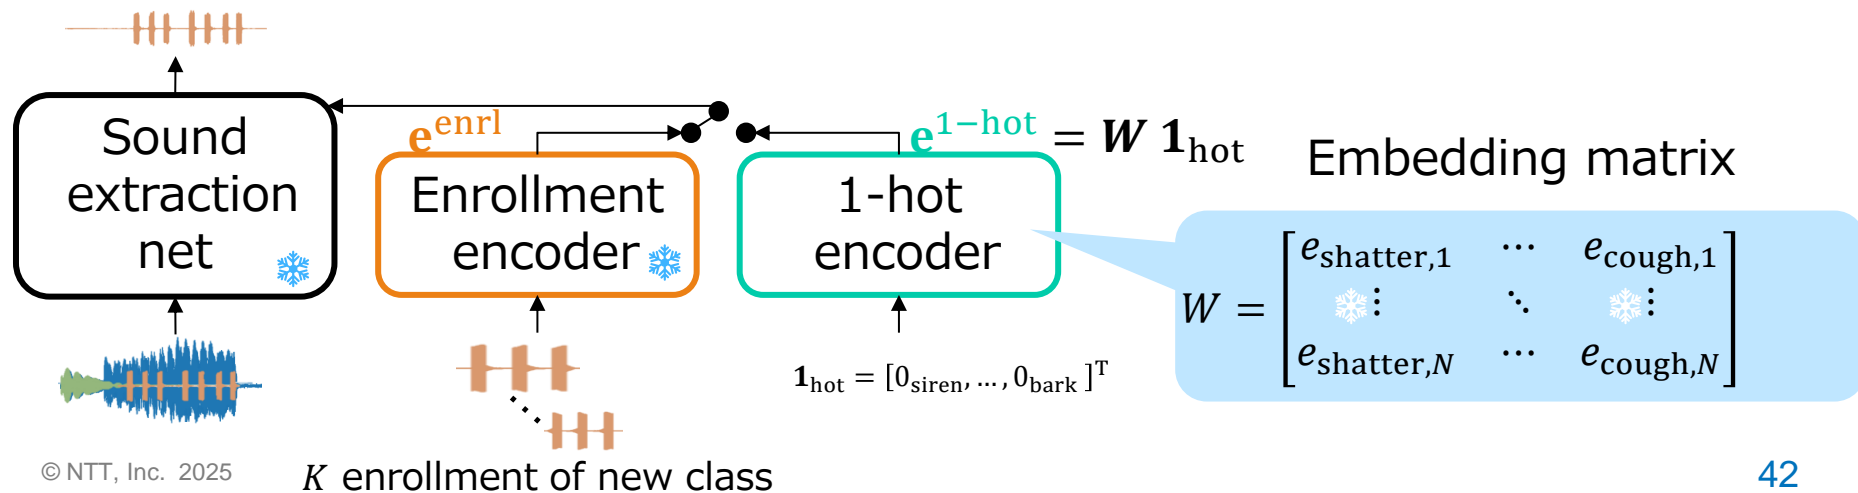 Sound
extraction
net
e^enrl
Enrollment
encoder
e^1−hot = W 1_hot
1-hot
encoder
Embedding matrix
W = [e_shatter,1 ⋯ e_cough,1
⋮ ⋱ ⋮
e_shatter,N ⋯ e_cough,N]
1_hot = [0_siren, … , 0_bark ]^T
K enrollment of new class
© NTT, Inc. 2025
42